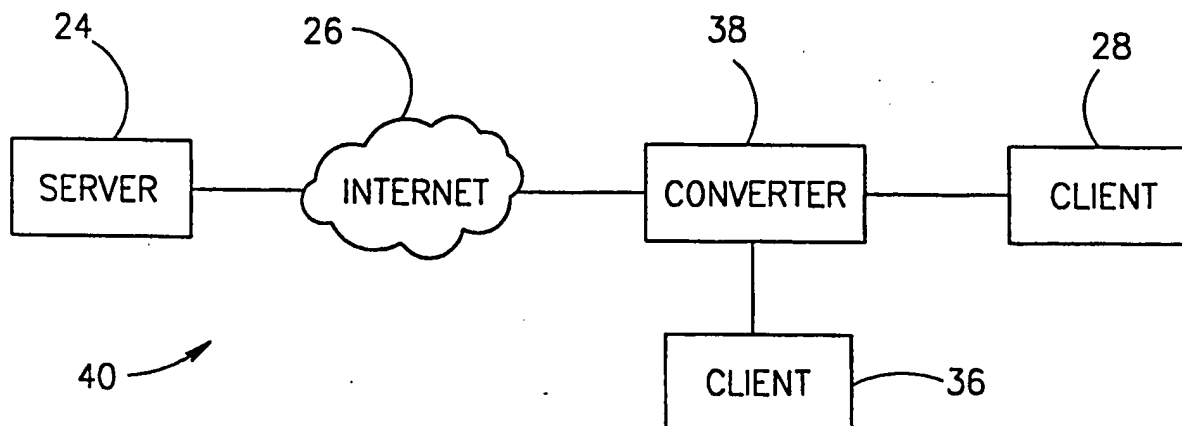 24
26
38
28
SERVER
INTERNET
CONVERTER
CLIENT
40
CLIENT
36